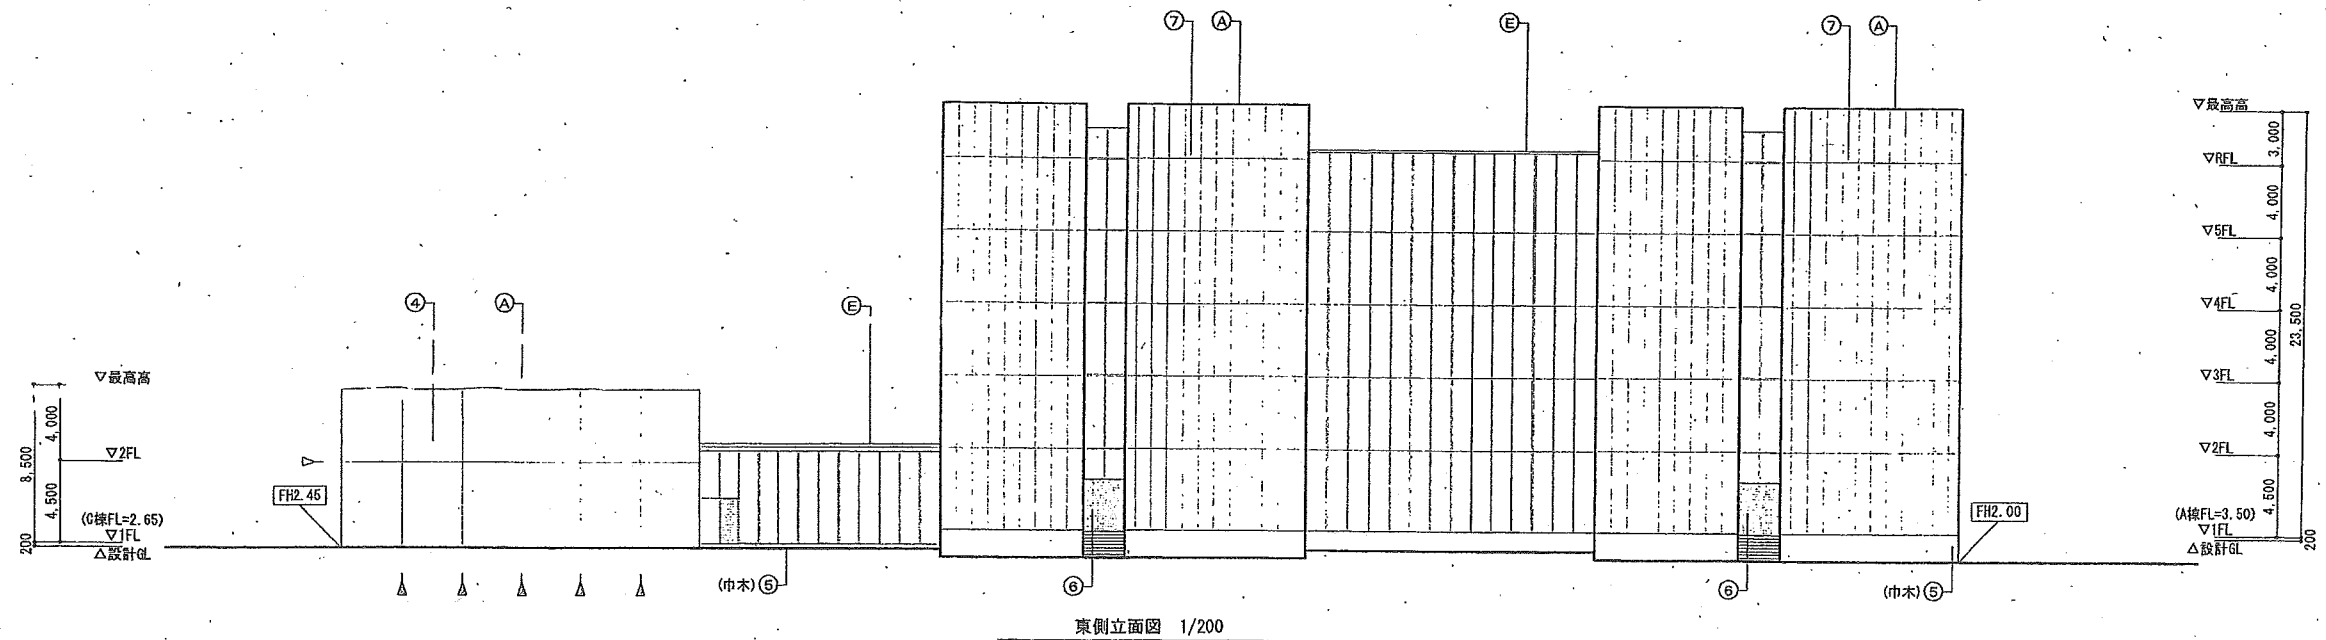 ⑦ Ⓐ Ⓔ ⑦ Ⓐ
④ Ⓐ Ⓔ
▽最高高
▽2FL
(C棟FL=2.65)
▽1FL
△設計GL
8,500
4,000
4,500
200
FH2.45
(巾木)⑤
⑥
⑥
(巾木)⑤
FH2.00
▽最高高
▽RFL
▽5FL
▽4FL
▽3FL
▽2FL
(A棟FL=3.50)
▽1FL
△設計GL
3,000
4,000
4,000
4,000
4,000
4,500
23,500
200
東側立面図 1/200